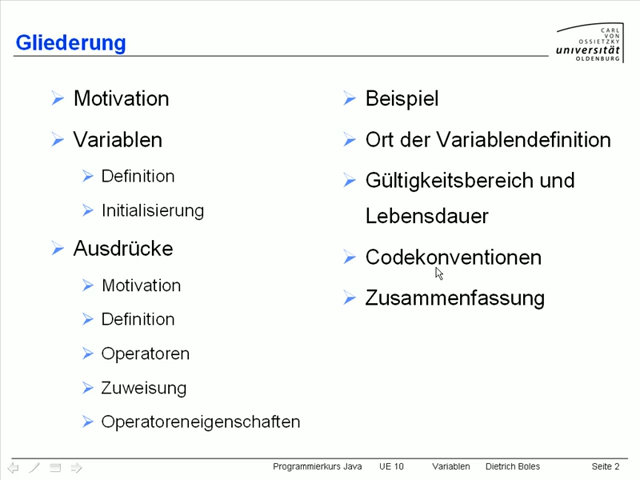 Gliederung
CARL
VON
OSSIETZKY
universität
OLDENBURG
Motivation
Variablen
Definition
Initialisierung
Ausdrücke
Motivation
Definition
Operatoren
Zuweisung
Operatoreneigenschaften
Beispiel
Ort der Variablendefinition
Gültigkeitsbereich und
Lebensdauer
Codekonventionen
Zusammenfassung
Programmierkurs Java UE 10 Variablen Dietrich Boles Seite 2